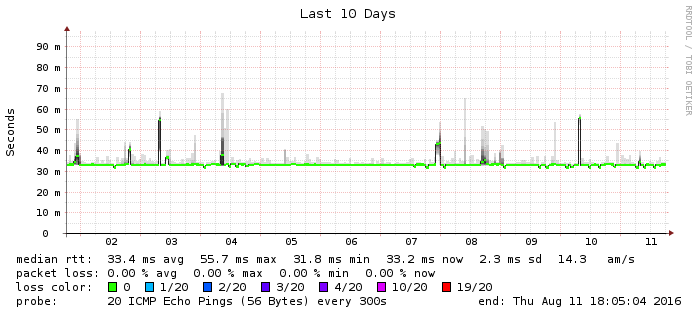 Last 10 Days
RRDTOOL / TOBI OETIKER
Seconds
90 m
80 m
70 m
60 m
50 m
40 m
30 m
20 m
10 m
0
02 03 04 05 06 07 08 09 10 11
median rtt: 33.4 ms avg 55.7 ms max 31.8 ms min 33.2 ms now 2.3 ms sd 14.3 am/s
packet loss: 0.00 % avg 0.00 % max 0.00 % min 0.00 % now
loss color: 0 1/20 2/20 3/20 4/20 10/20 19/20
probe: 20 ICMP Echo Pings (56 Bytes) every 300s end: Thu Aug 11 18:05:04 2016